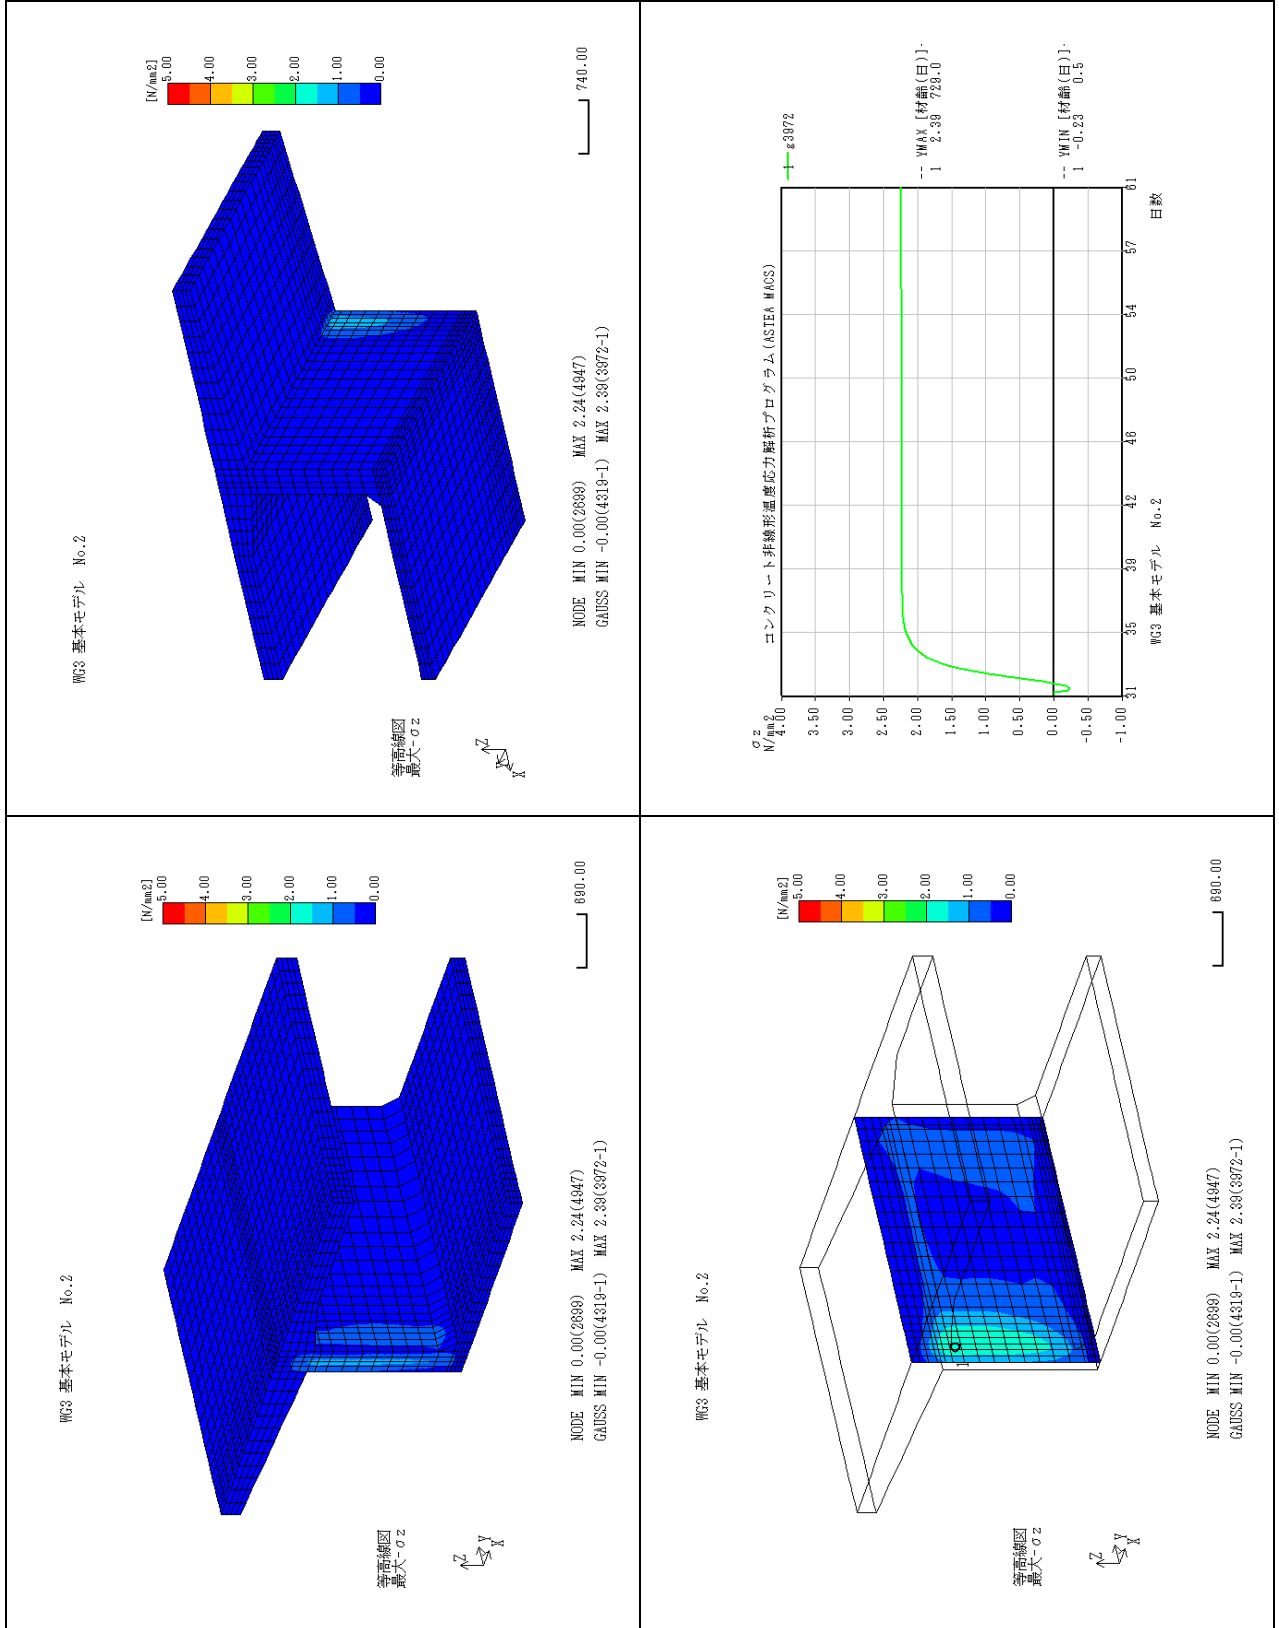 WG3 基本モデル No.2
[N/mm2]
5.00
4.00
3.00
2.00
1.00
0.00
740.00
等高線図
最大-σz
Z
Y
X
NODE MIN 0.00(2699) MAX 2.24(4947)
GAUSS MIN -0.00(4319-1) MAX 2.39(3972-1)
コンクリート非線形温度応力解析プログラム(ASTEA MACS)
σz
N/mm2
4.00
3.50
3.00
2.50
2.00
1.50
1.00
0.50
0.00
-0.50
-1.00
31
35
39
42
46
50
54
57
61
日数
1 g3972
-- YMAX [材齢(日)]-
1 2.39 729.0
-- YMIN [材齢(日)]-
1 -0.23 0.5
WG3 基本モデル No.2
WG3 基本モデル No.2
[N/mm2]
5.00
4.00
3.00
2.00
1.00
0.00
690.00
等高線図
最大-σz
Z
Y
X
NODE MIN 0.00(2699) MAX 2.24(4947)
GAUSS MIN -0.00(4319-1) MAX 2.39(3972-1)
WG3 基本モデル No.2
[N/mm2]
5.00
4.00
3.00
2.00
1.00
0.00
690.00
1
等高線図
最大-σz
Z
Y
X
NODE MIN 0.00(2699) MAX 2.24(4947)
GAUSS MIN -0.00(4319-1) MAX 2.39(3972-1)